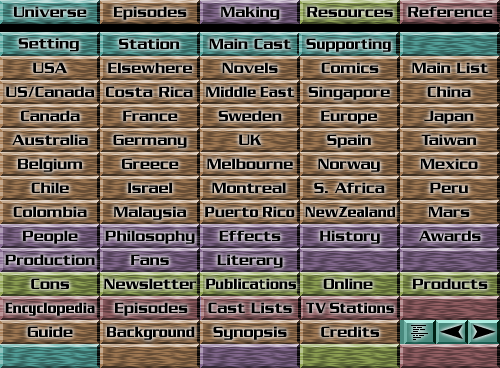 Universe Episodes Making Resources Reference
Setting Station Main Cast Supporting
USA Elsewhere Novels Comics Main List
US/Canada Costa Rica Middle East Singapore China
Canada France Sweden Europe Japan
Australia Germany UK Spain Taiwan
Belgium Greece Melbourne Norway Mexico
Chile Israel Montreal S. Africa Peru
Colombia Malaysia Puerto Rico NewZealand Mars
People Philosophy Effects History Awards
Production Fans Literary
Cons Newsletter Publications Online Products
Encyclopedia Episodes Cast Lists TV Stations
Guide Background Synopsis Credits